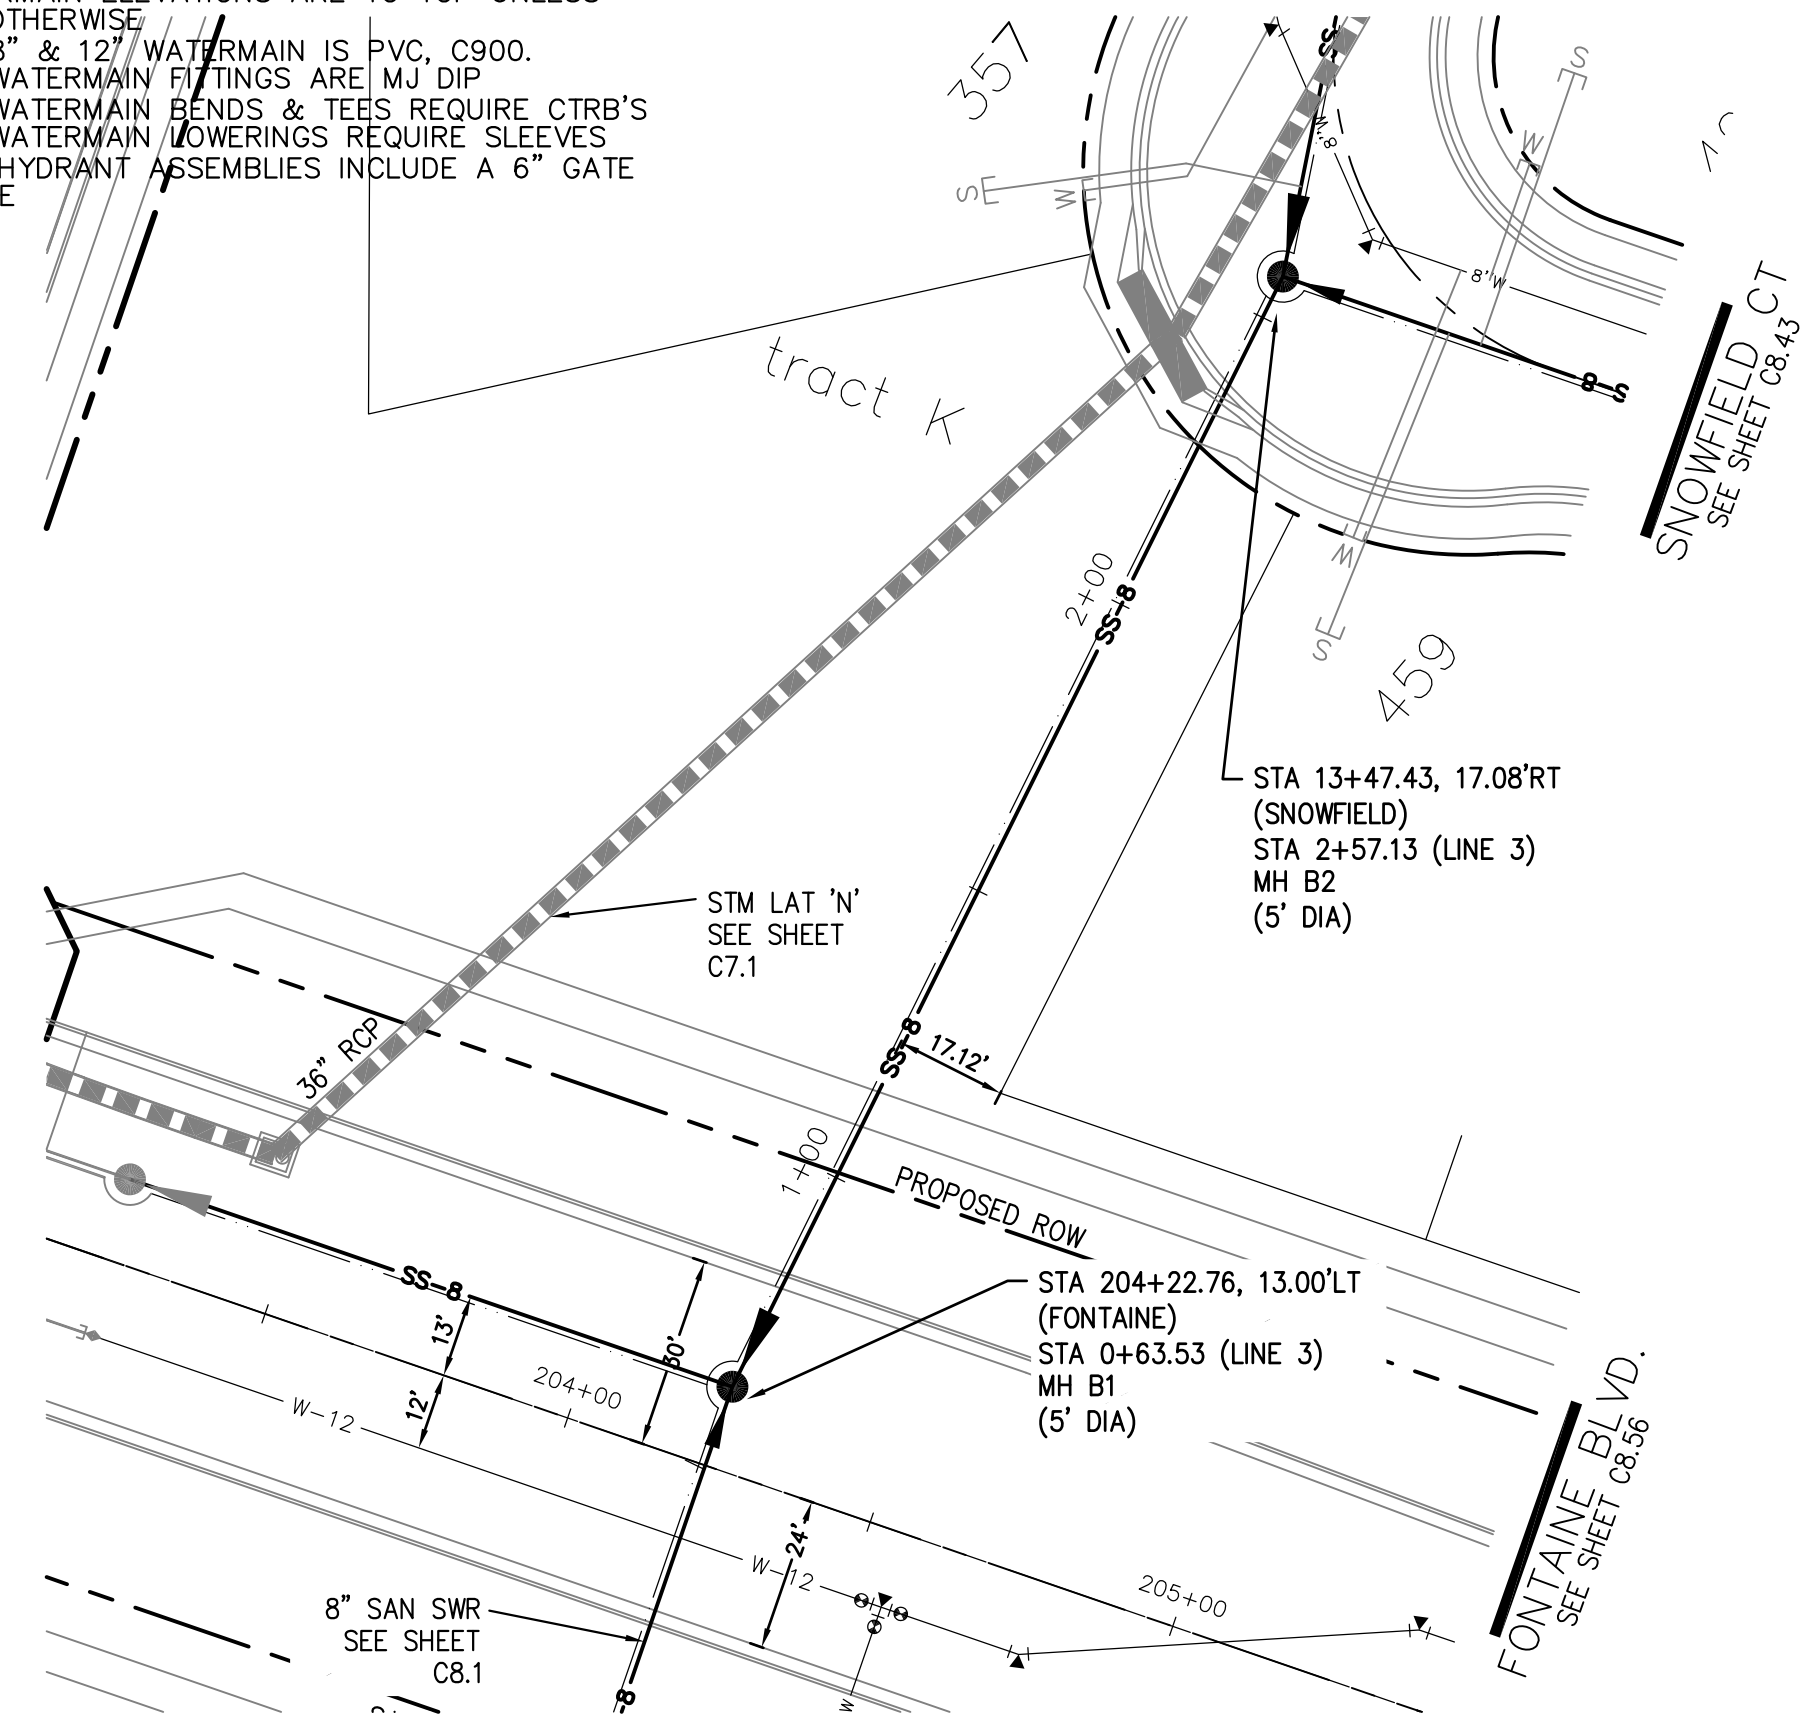 OTHERWISE
8" & 12" WATERMAIN IS PVC, C900.
WATERMAIN FITTINGS ARE MJ DIP
WATERMAIN BENDS & TEES REQUIRE CTRB'S
WATERMAIN LOWERINGS REQUIRE SLEEVES
HYDRANT ASSEMBLIES INCLUDE A 6" GATE
357
S
W
S
W
8"W
8"W
8-S
SNOWFIELD CT
SEE SHEET C8.43
tract K
2+00
SS-8
W
S
459
STA 13+47.43, 17.08'RT
(SNOWFIELD)
STA 2+57.13 (LINE 3)
MH B2
(5' DIA)
STM LAT 'N'
SEE SHEET
C7.1
36" RCP
SS-8
17.12'
1+00
PROPOSED ROW
SS-8
13'
30'
12'
204+00
W-12
STA 204+22.76, 13.00'LT
(FONTAINE)
STA 0+63.53 (LINE 3)
MH B1
(5' DIA)
24'
W-12
205+00
FONTAINE BLVD.
SEE SHEET C8.56
8" SAN SWR
SEE SHEET
C8.1
-8
W